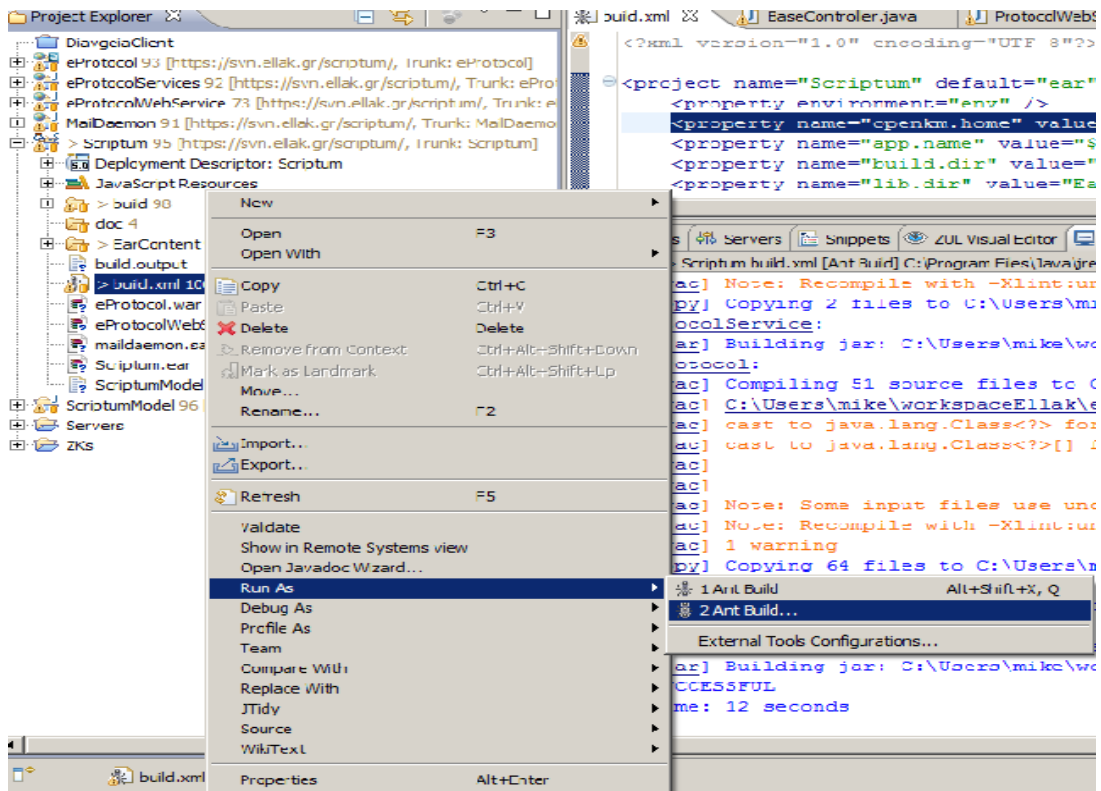 Project Explorer
DiavgeiaClient
eProtocol 93 [https://svn.ellak.gr/scriptum/, Trunk: eProtocol]
eProtocolServices 92 [https://svn.ellak.gr/scriptum/, Trunk: ePro
eProtocolWebService 73 [https://svn.ellak.gr/scriptum/, Trunk: e
MailDaemon 91 [https://svn.ellak.gr/scriptum/, Trunk: MailDaemo
> Scriptum 95 [https://svn.ellak.gr/scriptum/, Trunk: Scriptum]
Deployment Descriptor: Scriptum
JavaScript Resources
> build 90
doc 4
> EarContent
build.output
> build.xml 100
eProtocol.war
eProtocolWebS
maildaemon.sa
Scriptum.ear
ScriptumModel
ScriptumModel 96
Servers
ZKs
build.xml
EaseControler.java
ProtocolWebS
<?xml version="1.0" encoding="UTF-8"?>
<project name="Scriptum" default="ear"
<property environment="env" />
<property name="openkm.home" value
<property name="app.name" value="$
<property name="build.dir" value="
<property name="lib.dir" value="Ea
s
Servers
Snippets
ZUL Visual Editor
Scriptum build.xml [Ant Build] C:\Program Files\Java\jre
ac] Note: Recompile with -Xlint:un
py] Copying 2 files to C:\Users\mi
ocolService:
ar] Building jar: C:\Users\mike\wo
otocol:
ac] Compiling 51 source files to C
ac] C:\Users\mike\workspaceEllak\e
ac] cast to java.lang.Class<?> for
ac] cast to java.lang.Class<?>[] f
ac]
ac]
ac] Note: Some input files use unc
ac] Note: Recompile with -Xlint:un
ac] 1 warning
py] Copying 64 files to C:\Users\m
ar] Building jar: C:\Users\mike\wo
CCESSFUL
me: 12 seconds
New
Open F3
Open With
Copy Ctrl+C
Paste Ctrl+V
Delete Delete
Remove from Context Ctrl+Alt+Shift+Down
Mark as Landmark Ctrl+Alt+Shift+Up
Move...
Rename... F2
Import...
Export...
Refresh F5
Validate
Show in Remote Systems view
Open Javadoc Wizard...
Run As
Debug As
Profile As
Team
Compare With
Replace With
JTidy
Source
WikiText
Properties Alt+Enter
1 Ant Build Alt+Shift+X, Q
2 Ant Build...
External Tools Configurations...
build.xml